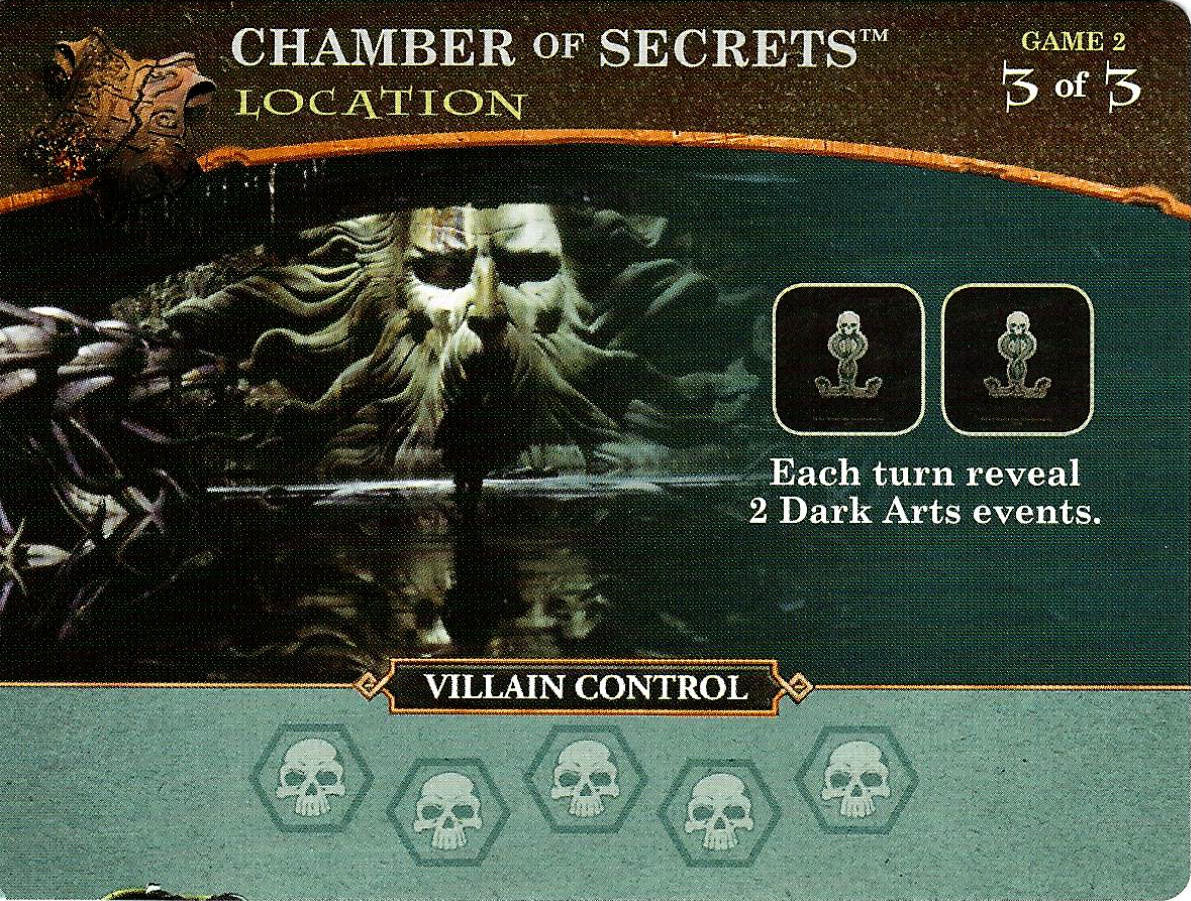 CHAMBER OF SECRETS™
LOCATION
GAME 2
3 of 3
Each turn reveal
2 Dark Arts events.
VILLAIN CONTROL